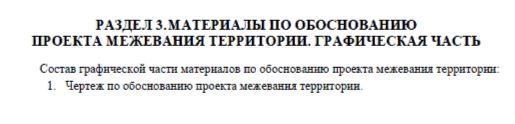 РАЗДЕЛ 3.МАТЕРИАЛЫ ПО ОБОСНОВАНИЮ
ПРОЕКТА МЕЖЕВАНИЯ ТЕРРИТОРИИ. ГРАФИЧЕСКАЯ ЧАСТЬ
Состав графической части материалов по обоснованию проекта межевания территории:
1. Чертеж по обоснованию проекта межевания территории.